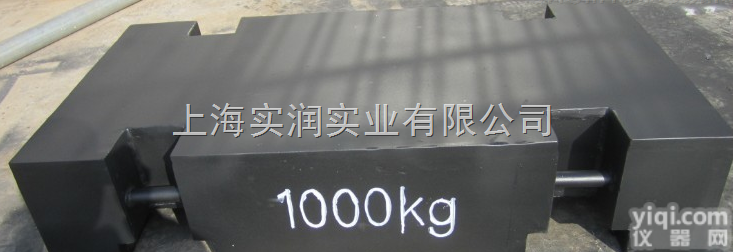 上海实润实业有限公司
1000kg
yiqi.com
仪器网